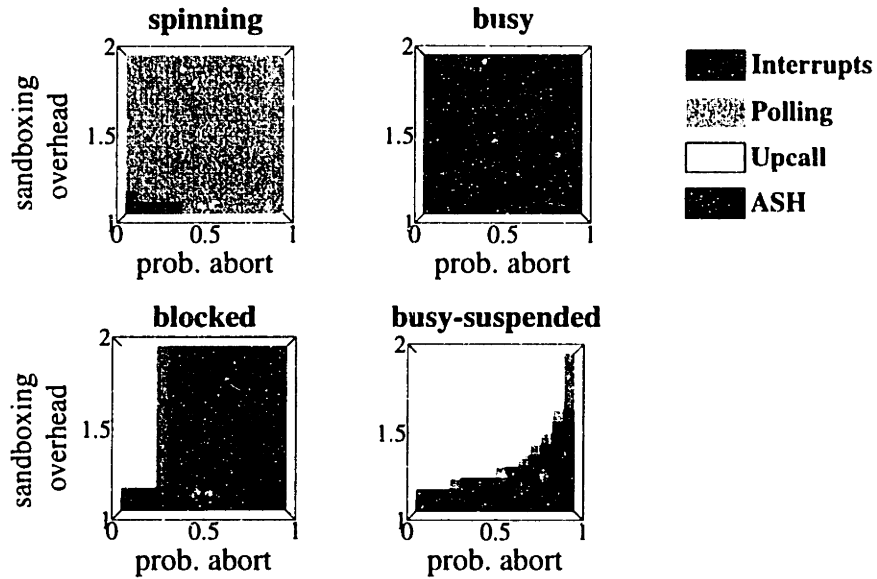 spinning
2
1.5
1
0
0.5
1
sandboxing
overhead
prob. abort
busy
2
1.5
1
0
0.5
1
prob. abort
Interrupts
Polling
Upcall
ASH
blocked
2
1.5
1
0
0.5
1
sandboxing
overhead
prob. abort
busy-suspended
2
1.5
1
0
0.5
1
prob. abort